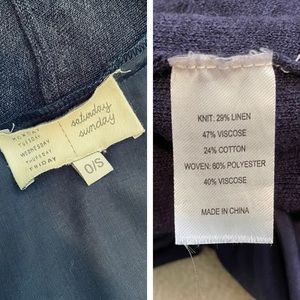 MONDAY
TUESDAY
WEDNESDAY
THURSDAY
FRIDAY
saturday
sunday
O/S
KNIT: 29% LINEN
47% VISCOSE
24% COTTON
WOVEN: 60% POLYESTER
40% VISCOSE
MADE IN CHINA